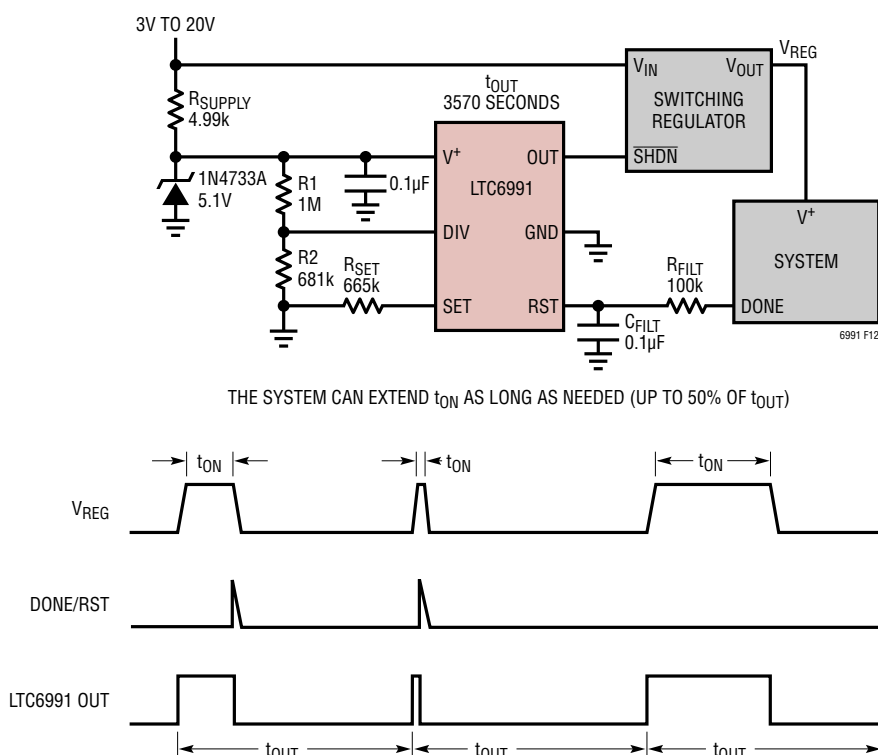 3V TO 20V
RSUPPLY
4.99k
1N4733A
5.1V
R1
1M
R2
681k
RSET
665k
0.1µF
tOUT
3570 SECONDS
V+
OUT
LTC6991
DIV
GND
SET
RST
VIN
VOUT
SWITCHING
REGULATOR
SHDN
VREG
V+
SYSTEM
DONE
RFILT
100k
CFILT
0.1µF
6991 F12
THE SYSTEM CAN EXTEND tON AS LONG AS NEEDED (UP TO 50% OF tOUT)
tON
tON
tON
VREG
DONE/RST
LTC6991 OUT
tOUT
tOUT
tOUT